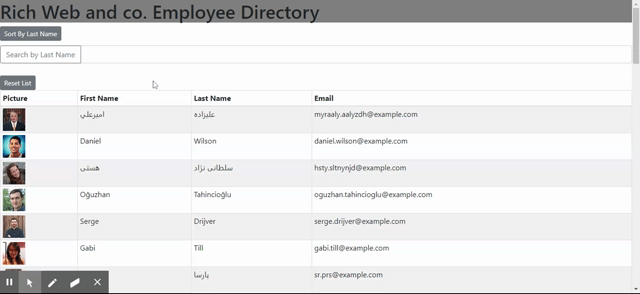 Rich Web and co. Employee Directory
Sort By Last Name
Search by Last Name
Reset List
Picture First Name Last Name Email
امیرعلی علیزاده myraaly.aalyzdh@example.com
Daniel Wilson daniel.wilson@example.com
هستی سلطانی نژاد hsty.sltnynjd@example.com
Oğuzhan Tahincioğlu oguzhan.tahincioglu@example.com
Serge Drijver serge.drijver@example.com
Gabi Till gabi.till@example.com
پارسا sr.prs@example.com